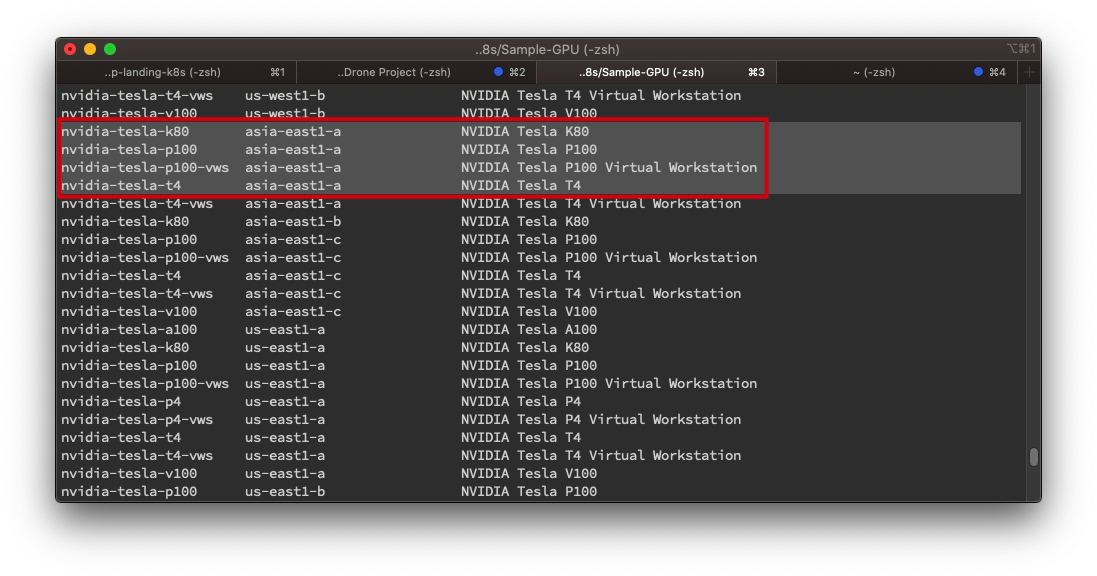 ..8s/Sample-GPU (-zsh)
⌥⌘1
..p-landing-k8s (-zsh) ⌘1 ..Drone Project (-zsh) ⌘2 ..8s/Sample-GPU (-zsh) ⌘3 ~ (-zsh) ⌘4 +
nvidia-tesla-t4-vws us-west1-b NVIDIA Tesla T4 Virtual Workstation
nvidia-tesla-v100 us-west1-b NVIDIA Tesla V100
nvidia-tesla-k80 asia-east1-a NVIDIA Tesla K80
nvidia-tesla-p100 asia-east1-a NVIDIA Tesla P100
nvidia-tesla-p100-vws asia-east1-a NVIDIA Tesla P100 Virtual Workstation
nvidia-tesla-t4 asia-east1-a NVIDIA Tesla T4
nvidia-tesla-t4-vws asia-east1-a NVIDIA Tesla T4 Virtual Workstation
nvidia-tesla-k80 asia-east1-b NVIDIA Tesla K80
nvidia-tesla-p100 asia-east1-c NVIDIA Tesla P100
nvidia-tesla-p100-vws asia-east1-c NVIDIA Tesla P100 Virtual Workstation
nvidia-tesla-t4 asia-east1-c NVIDIA Tesla T4
nvidia-tesla-t4-vws asia-east1-c NVIDIA Tesla T4 Virtual Workstation
nvidia-tesla-v100 asia-east1-c NVIDIA Tesla V100
nvidia-tesla-a100 us-east1-a NVIDIA Tesla A100
nvidia-tesla-k80 us-east1-a NVIDIA Tesla K80
nvidia-tesla-p100 us-east1-a NVIDIA Tesla P100
nvidia-tesla-p100-vws us-east1-a NVIDIA Tesla P100 Virtual Workstation
nvidia-tesla-p4 us-east1-a NVIDIA Tesla P4
nvidia-tesla-p4-vws us-east1-a NVIDIA Tesla P4 Virtual Workstation
nvidia-tesla-t4 us-east1-a NVIDIA Tesla T4
nvidia-tesla-t4-vws us-east1-a NVIDIA Tesla T4 Virtual Workstation
nvidia-tesla-v100 us-east1-a NVIDIA Tesla V100
nvidia-tesla-p100 us-east1-b NVIDIA Tesla P100